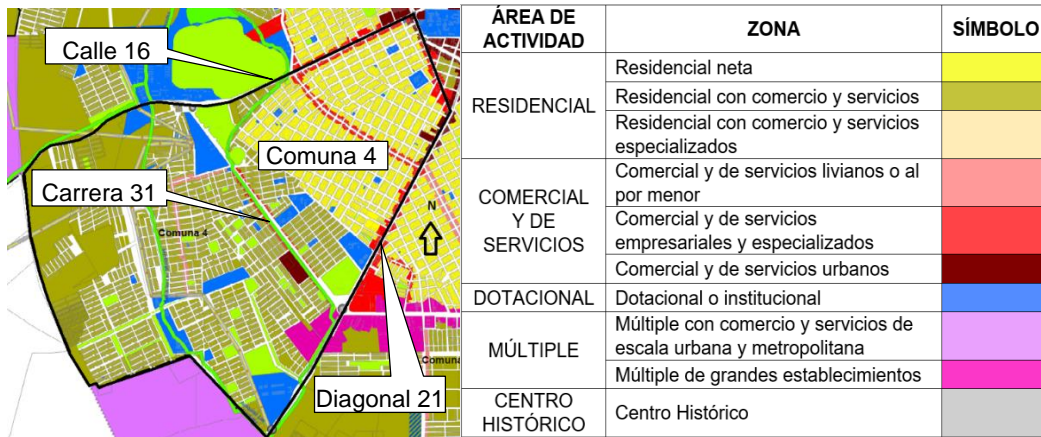 Calle 16
Comuna 4
Carrera 31
Comuna 4
N
Comuna
Diagonal 21
ÁREA DE
ACTIVIDAD
ZONA
SÍMBOLO
RESIDENCIAL
Residencial neta
Residencial con comercio y servicios
Residencial con comercio y servicios
especializados
COMERCIAL
Y DE
SERVICIOS
Comercial y de servicios livianos o al
por menor
Comercial y de servicios
empresariales y especializados
Comercial y de servicios urbanos
DOTACIONAL
Dotacional o institucional
MÚLTIPLE
Múltiple con comercio y servicios de
escala urbana y metropolitana
Múltiple de grandes establecimientos
CENTRO
HISTÓRICO
Centro Histórico